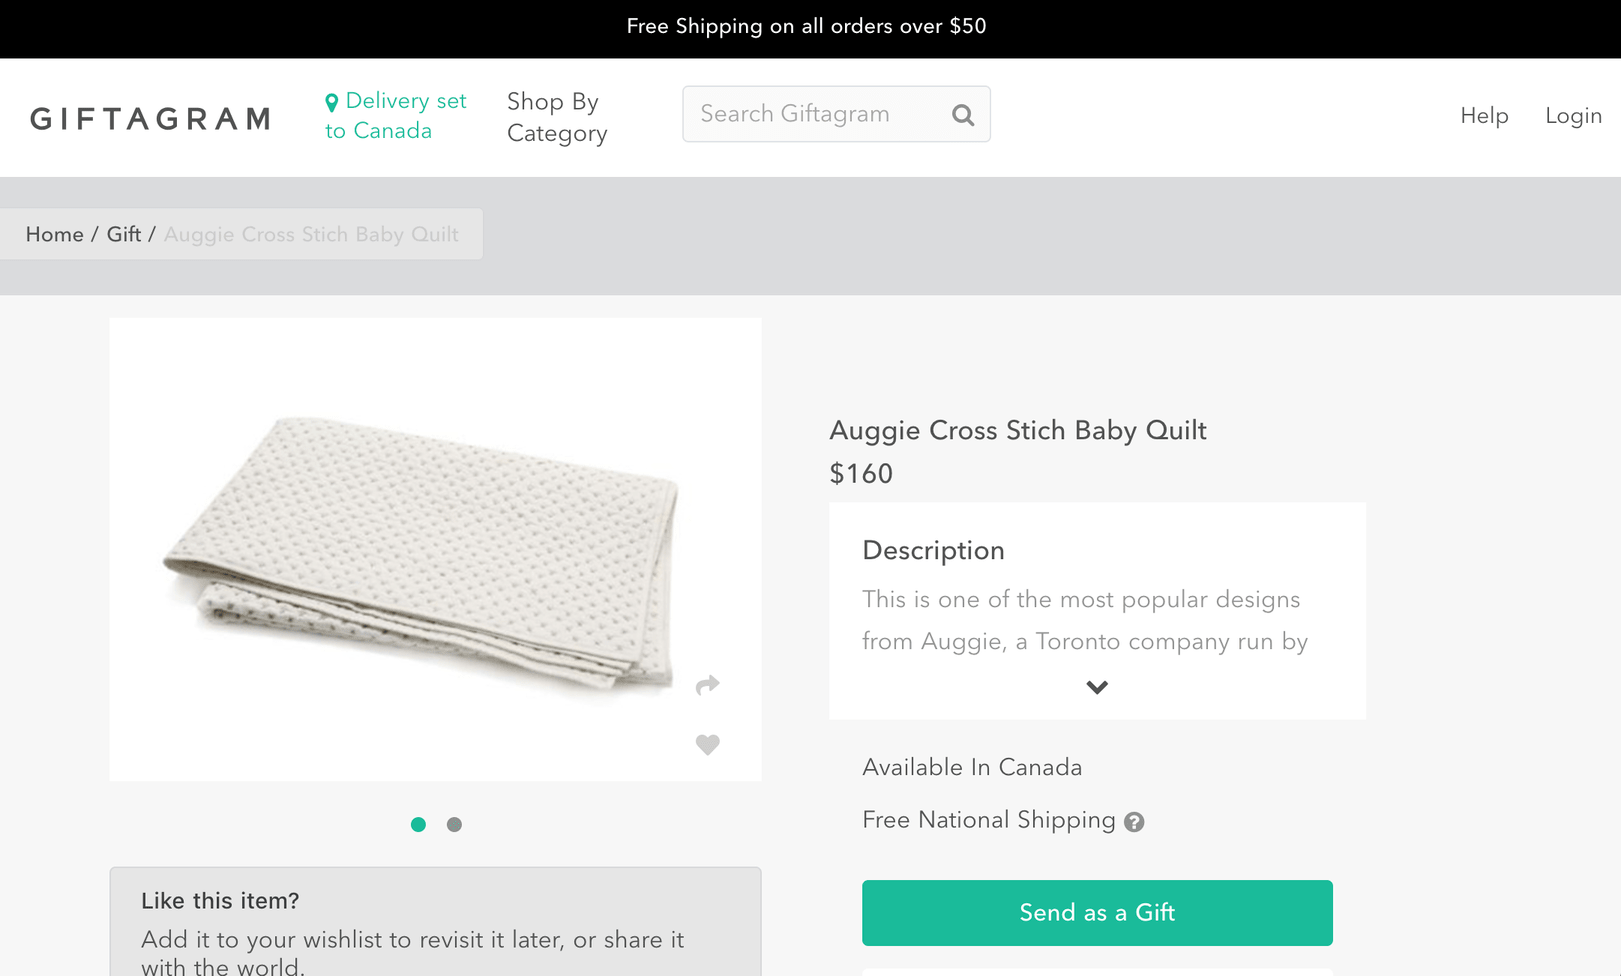 Free Shipping on all orders over $50
GIFTAGRAM
Delivery set
to Canada
Shop By
Category
Search Giftagram
Help
Login
Home / Gift / Auggie Cross Stich Baby Quilt
Auggie Cross Stich Baby Quilt
$160
Description
This is one of the most popular designs
from Auggie, a Toronto company run by
Available In Canada
Free National Shipping ?
Send as a Gift
Like this item?
Add it to your wishlist to revisit it later, or share it
with the world.